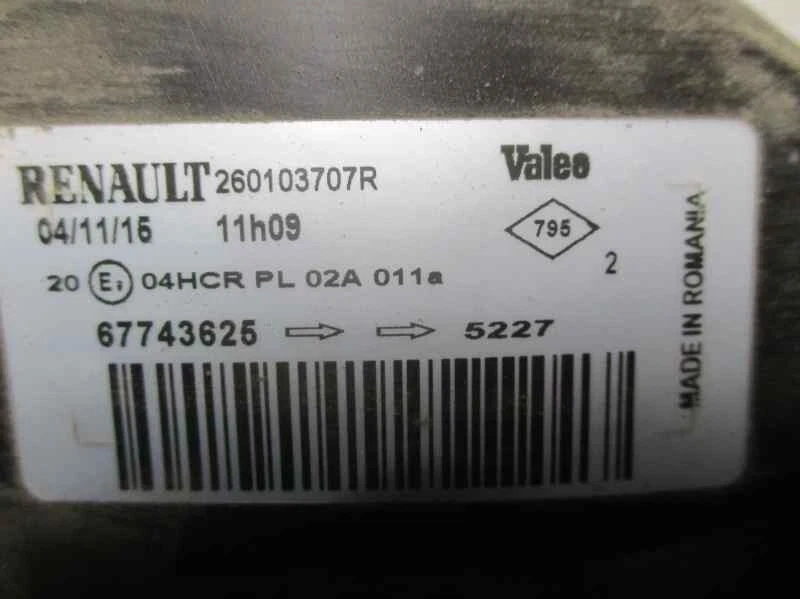 RENAULT 260103707R Valeo
04/11/15 11h09 795
2
20 E1 04HCR PL 02A 011a
67743625 ⇨ ⇨ 5227
MADE IN ROMANIA